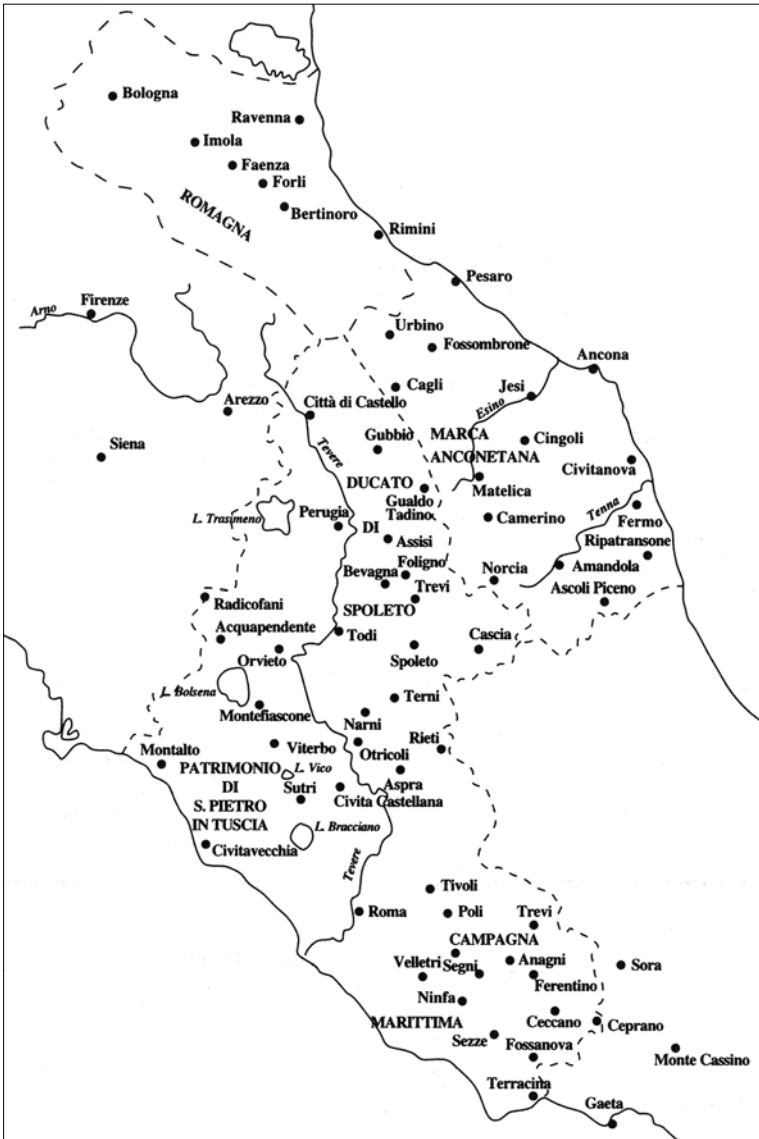 Bologna
Ravenna
Imola
Faenza
Forli
ROMAGNA
Bertinoro
Rimini
Pesaro
Arno
Firenze
Urbino
Fossombrone
Ancona
Cagli
Jesi
Arezzo
Città di Castello
Esino
Siena
Tevere
Gubbio
MARCA
ANCONETANA
Cingoli
Civitanova
DUCATO
Matelica
Gualdo
Tadino
L. Trasimeno
Perugia
DI
Camerino
Tenna
Fermo
Assisi
Ripatransone
Foligno
Bevagna
Norcia
Amandola
Trevi
Ascoli Piceno
Radicofani
SPOLETO
Acquapendente
Todi
Cascia
Orvieto
Spoleto
L. Bolsena
Terni
Montefiascone
Narni
Montalto
Viterbo
Otricoli
Rieti
PATRIMONIO
DI
S. PIETRO
IN TUSCIA
L. Vico
Aspra
Sutri
Civita Castellana
L. Bracciano
Civitavecchia
Tevere
Tivoli
Roma
Poli
Trevi
CAMPAGNA
Velletri
Segni
Anagni
Sora
Ferentino
Ninfa
MARITTIMA
Ceccano
Ceprano
Sezze
Fossanova
Monte Cassino
Terracina
Gaeta